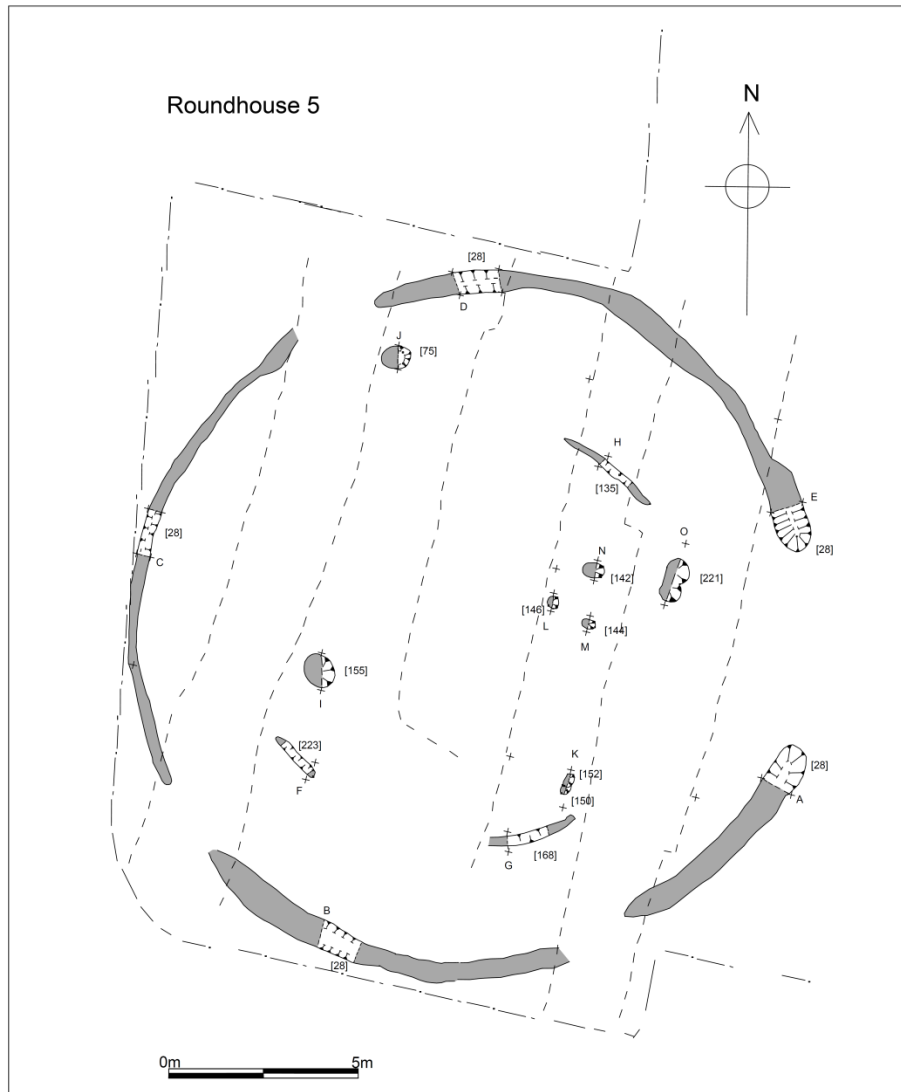 Roundhouse 5
N
[28]
D
J
[75]
H
[135]
E
[28]
O
[28]
C
N
[142]
[221]
[146]
L
[144]
M
[155]
I
[223]
F
K
[152]
[150]
[28]
A
G
[168]
B
[28]
0m
5m